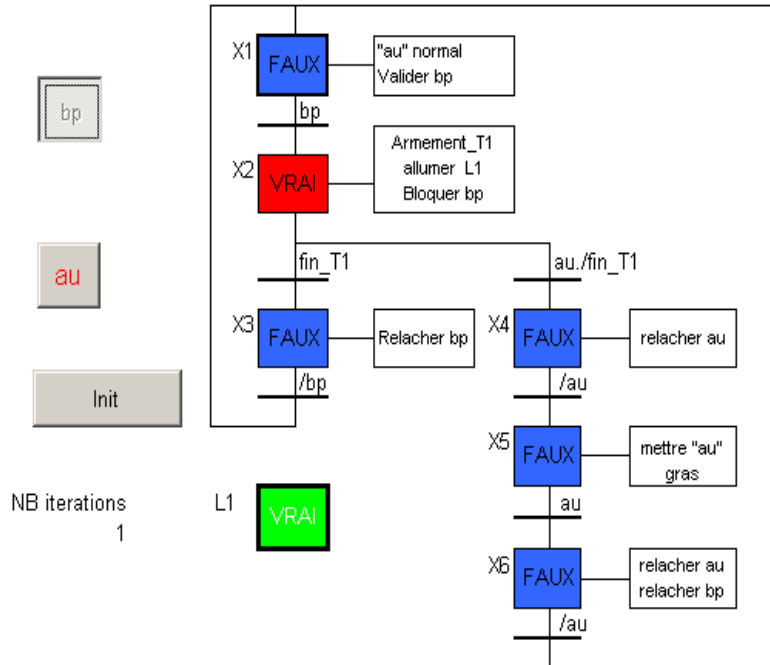 X1
FAUX
"au" normal
Valider bp
bp
bp
X2
VRAI
Armement_T1
allumer L1
Bloquer bp
au
fin_T1
au./fin_T1
X3
FAUX
Relacher bp
X4
FAUX
relacher au
Init
/bp
/au
X5
FAUX
mettre "au"
gras
NB iterations
1
L1
VRAI
au
X6
FAUX
relacher au
relacher bp
/au